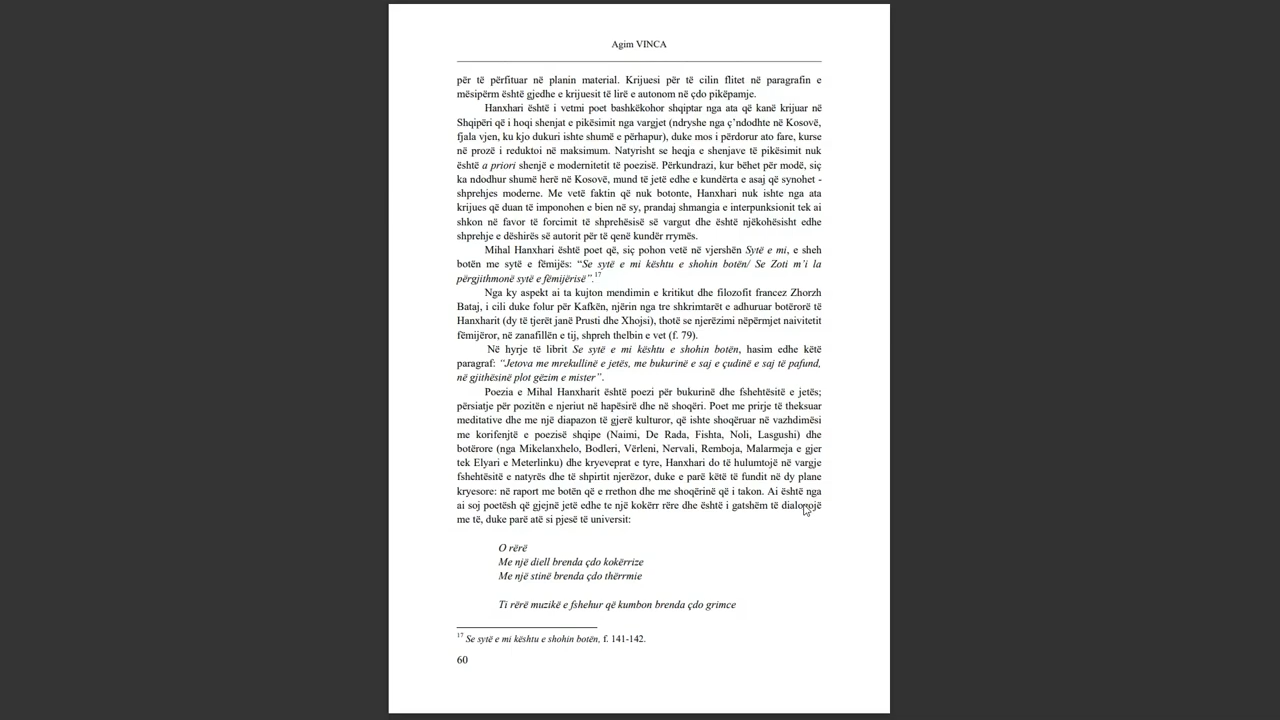 Agim VINCA
për të përfituar në planin material. Krijuesi për të cilin flitet në paragrafin e
mësipërm është gjedhe e krijuesit të lirë e autonom në çdo pikëpamje.
Hanxhari është i vetmi poet bashkëkohor shqiptar nga ata që kanë krijuar në
Shqipëri që i hoqi shenjat e pikësimit nga vargjet (ndryshe nga ç’ndodhte në Kosovë,
fjala vjen, ku kjo dukuri ishte shumë e përhapur), duke mos i përdorur ato fare, kurse
në prozë i reduktoi në maksimum. Natyrisht se heqja e shenjave të pikësimit nuk
është a priori shenjë e modernitetit të poezisë. Përkundrazi, kur bëhet për modë, siç
ka ndodhur shumë herë në Kosovë, mund të jetë edhe e kundërta e asaj që synohet -
shprehjes moderne. Me vetë faktin që nuk botonte, Hanxhari nuk ishte nga ata
krijues që duan të imponohen e bien në sy, prandaj shmangia e interpunksionit tek ai
shkon në favor të forcimit të shprehësisë së vargut dhe është njëkohësisht edhe
shprehje e dëshirës së autorit për të qenë kundër rrymës.
Mihal Hanxhari është poet që, siç pohon vetë në vjershën Sytë e mi, e sheh
botën me sytë e fëmijës: “Se sytë e mi kështu e shohin botën/ Se Zoti m’i la
përgjithmonë sytë e fëmijërisë”.17
Nga ky aspekt ai ta kujton mendimin e kritikut dhe filozofit francez Zhorzh
Bataj, i cili duke folur për Kafkën, njërin nga tre shkrimtarët e adhuruar botërorë të
Hanxharit (dy të tjerët janë Prusti dhe Xhojsi), thotë se njerëzimi nëpërmjet naivitetit
fëmijëror, në zanafillën e tij, shpreh thelbin e vet (f. 79).
Në hyrje të librit Se sytë e mi kështu e shohin botën, hasim edhe këtë
paragraf: “Jetova me mrekullinë e jetës, me bukurinë e saj e çudinë e saj të pafund,
në gjithësinë plot gëzim e mister”.
Poezia e Mihal Hanxharit është poezi për bukurinë dhe fshehtësitë e jetës;
përsiatje për pozitën e njeriut në hapësirë dhe në shoqëri. Poet me prirje të theksuar
meditative dhe me një diapazon të gjerë kulturor, që ishte shoqëruar në vazhdimësi
me korifenjtë e poezisë shqipe (Naimi, De Rada, Fishta, Noli, Lasgushi) dhe
botërore (nga Mikelanxhelo, Bodleri, Vërleni, Nervali, Remboja, Malarmeja e gjer
tek Elyari e Meterlinku) dhe kryeveprat e tyre, Hanxhari do të hulumtojë në vargje
fshehtësitë e natyrës dhe të shpirtit njerëzor, duke e parë këtë të fundit në dy plane
kryesore: në raport me botën që e rrethon dhe me shoqërinë që i takon. Ai është nga
ai soj poetësh që gjejnë jetë edhe te një kokërr rëre dhe është i gatshëm të dialogojë
me të, duke parë atë si pjesë të universit:
O rërë
Me një diell brenda çdo kokërrize
Me një stinë brenda çdo thërrmie
Ti rërë muzikë e fshehur që kumbon brenda çdo grimce
17 Se sytë e mi kështu e shohin botën, f. 141-142.
60